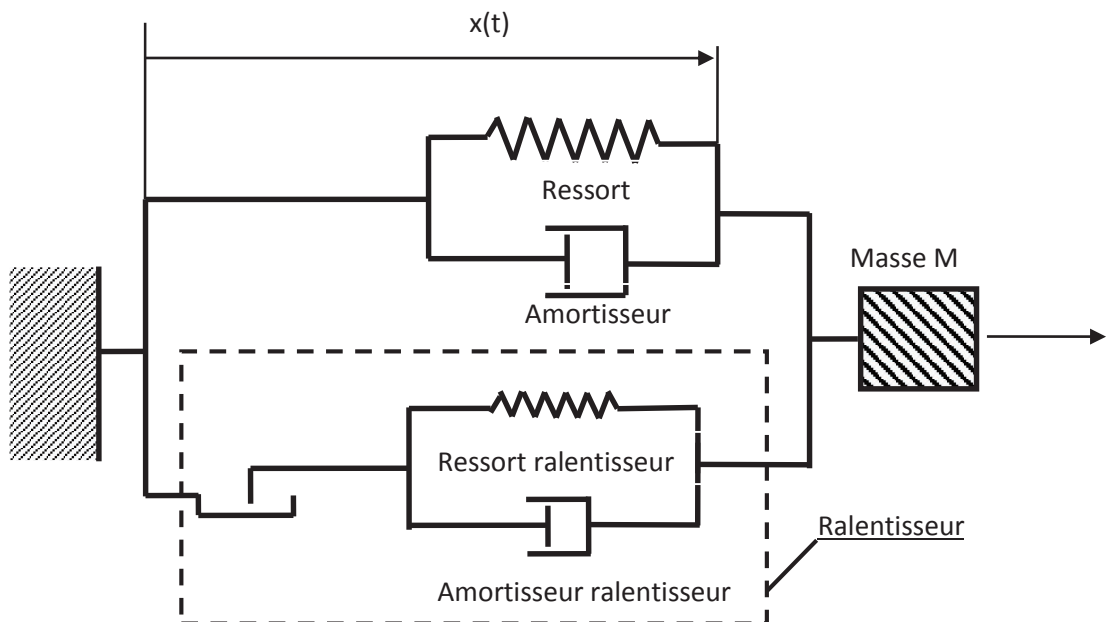 x(t)
Ressort
Masse M
Amortisseur
Ressort ralentisseur
Ralentisseur
Amortisseur ralentisseur